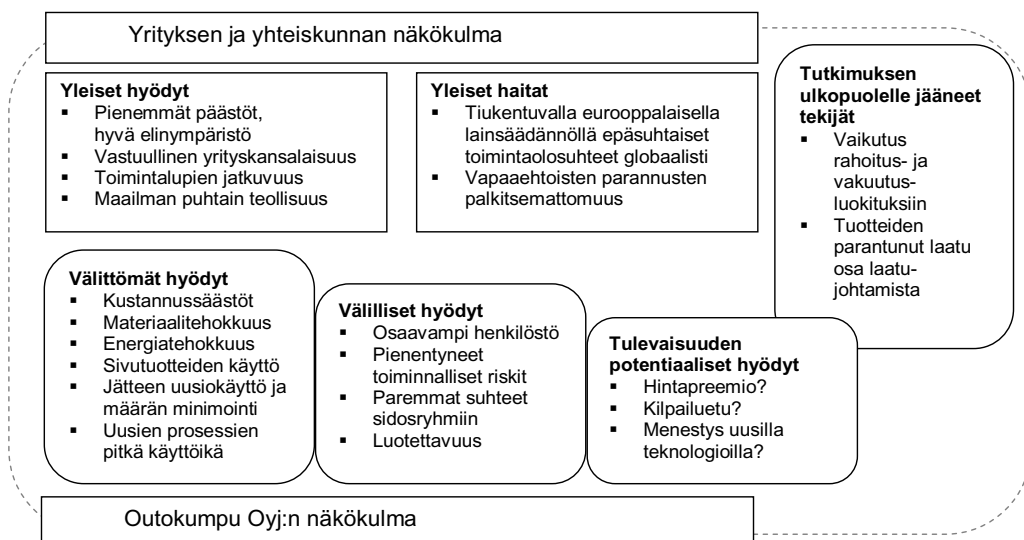 Yrityksen ja yhteiskunnan näkökulma
Yleiset hyödyt
▪ Pienemmät päästöt,
hyvä elinympäristö
▪ Vastuullinen yrityskansalaisuus
▪ Toimintalupien jatkuvuus
▪ Maailman puhtain teollisuus
Yleiset haitat
▪ Tiukentuvalla eurooppalaisella
lainsäädännöllä epäsuhtaiset
toimintaolosuhteet globaalisti
▪ Vapaaehtoisten parannusten
palkitsemattomuus
Tutkimuksen
ulkopuolelle jääneet
tekijät
▪ Vaikutus
rahoitus- ja
vakuutus-
luokituksiin
▪ Tuotteiden
parantunut laatu
osa laatu-
johtamista
Välittömät hyödyt
▪ Kustannussäästöt
▪ Materiaalitehokkuus
▪ Energiatehokkuus
▪ Sivutuotteiden käyttö
▪ Jätteen uusiokäyttö ja
määrän minimointi
▪ Uusien prosessien
pitkä käyttöikä
Välilliset hyödyt
▪ Osaavampi henkilöstö
▪ Pienentyneet
toiminnalliset riskit
▪ Paremmat suhteet
sidosryhmiin
▪ Luotettavuus
Tulevaisuuden
potentiaaliset hyödyt
▪ Hintapreemio?
▪ Kilpailuetu?
▪ Menestys uusilla
teknologioilla?
Outokumpu Oyj:n näkökulma